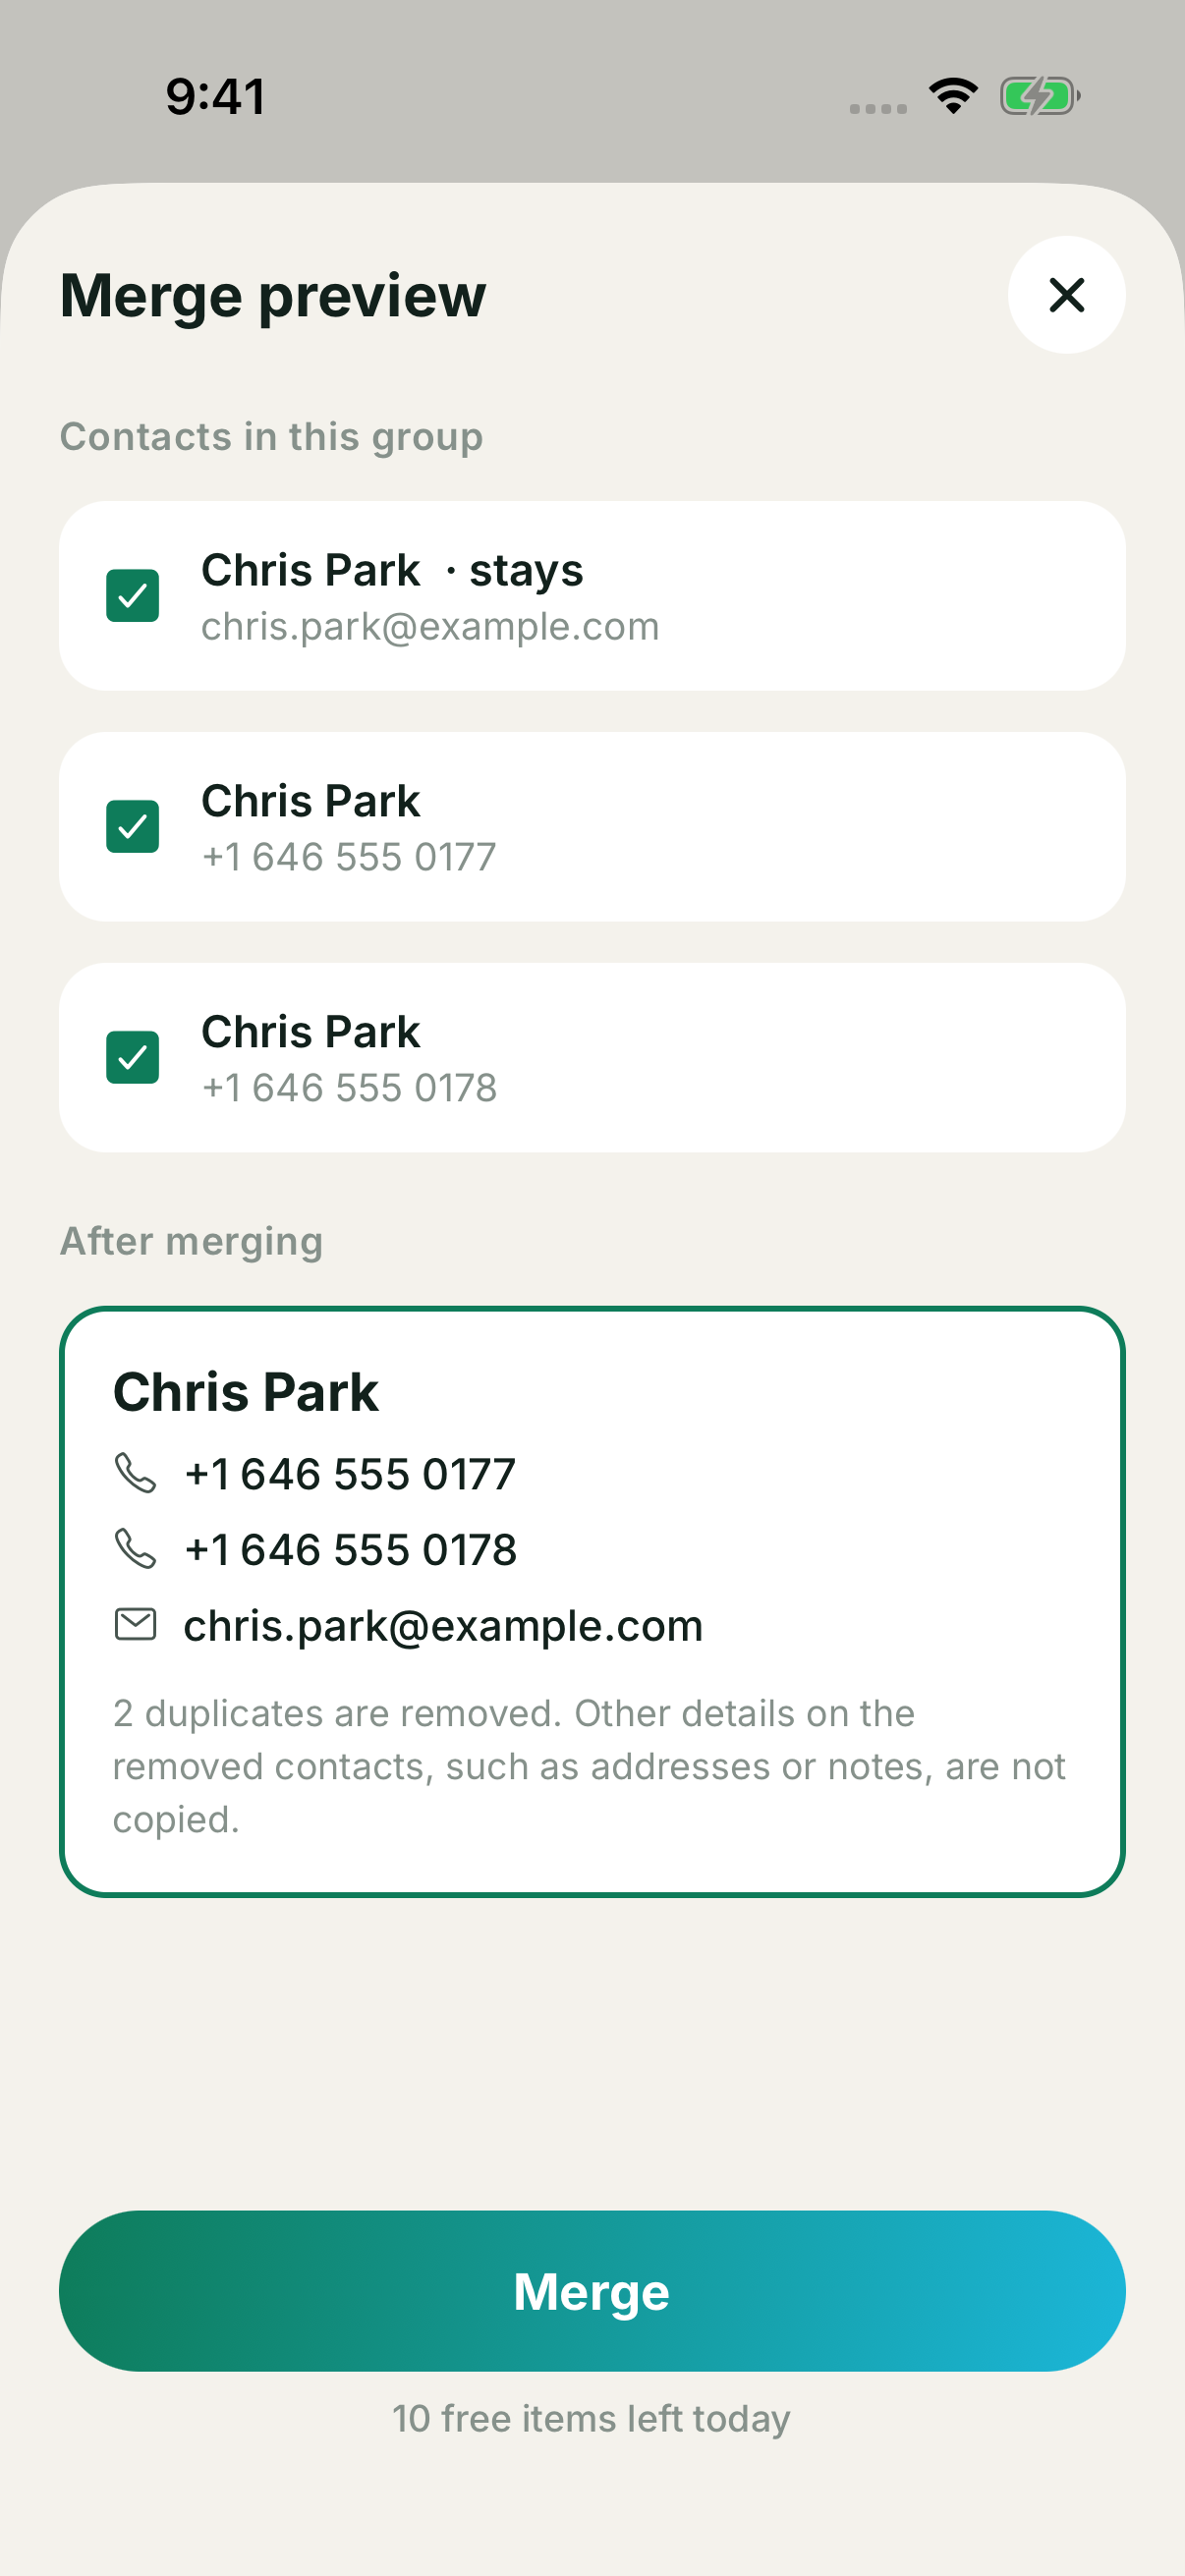 9:41
Merge preview
Contacts in this group
Chris Park · stays
chris.park@example.com
Chris Park
+1 646 555 0177
Chris Park
+1 646 555 0178
After merging
Chris Park
+1 646 555 0177
+1 646 555 0178
chris.park@example.com
2 duplicates are removed. Other details on the
removed contacts, such as addresses or notes, are not
copied.
Merge
10 free items left today